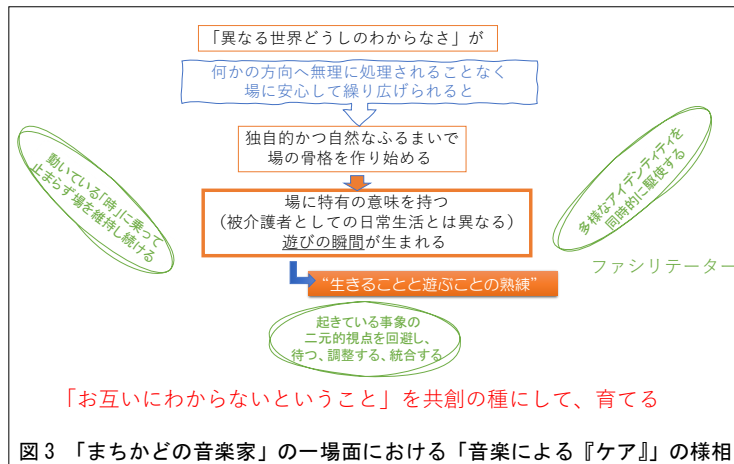 「異なる世界どうしのわからなさ」が
何かの方向へ無理に処理されることなく
場に安心して繰り広げられると
独自的かつ自然なふるまいで
場の骨格を作り始める
動いている「時」に乗って
止まらず場を維持し続ける
多様なアイデンティティを
同時的に駆使する
場に特有の意味を持つ
（被介護者としての日常生活とは異なる）
遊びの瞬間が生まれる
ファシリテーター
“生きることと遊ぶことの熟練”
起きている事象の
二元的視点を回避し、
待つ、調整する、統合する
「お互いにわからないということ」を共創の種にして、育てる
図３ 「まちかどの音楽家」の一場面における「音楽による『ケア』」の様相